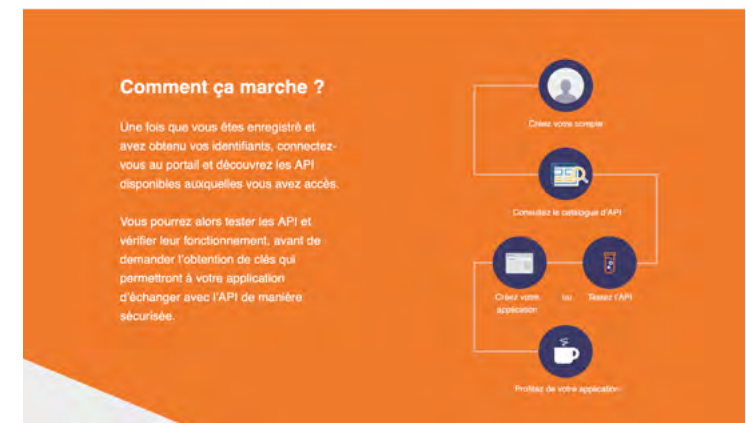 Comment ça marche ?
Une fois que vous êtes enregistré et
avez obtenu vos identifiants, connectez-
vous au portail et découvrez les API
disponibles auxquelles vous avez accès.
Vous pourrez alors tester les API et
vérifier leur fonctionnement, avant de
demander l'obtention de clés qui
permettront à votre application
d'échanger avec l'API de manière
sécurisée.
Créez votre compte
Consultez le catalogue d'API
Créez votre
application
ou
Testez l'API
Profitez de votre application